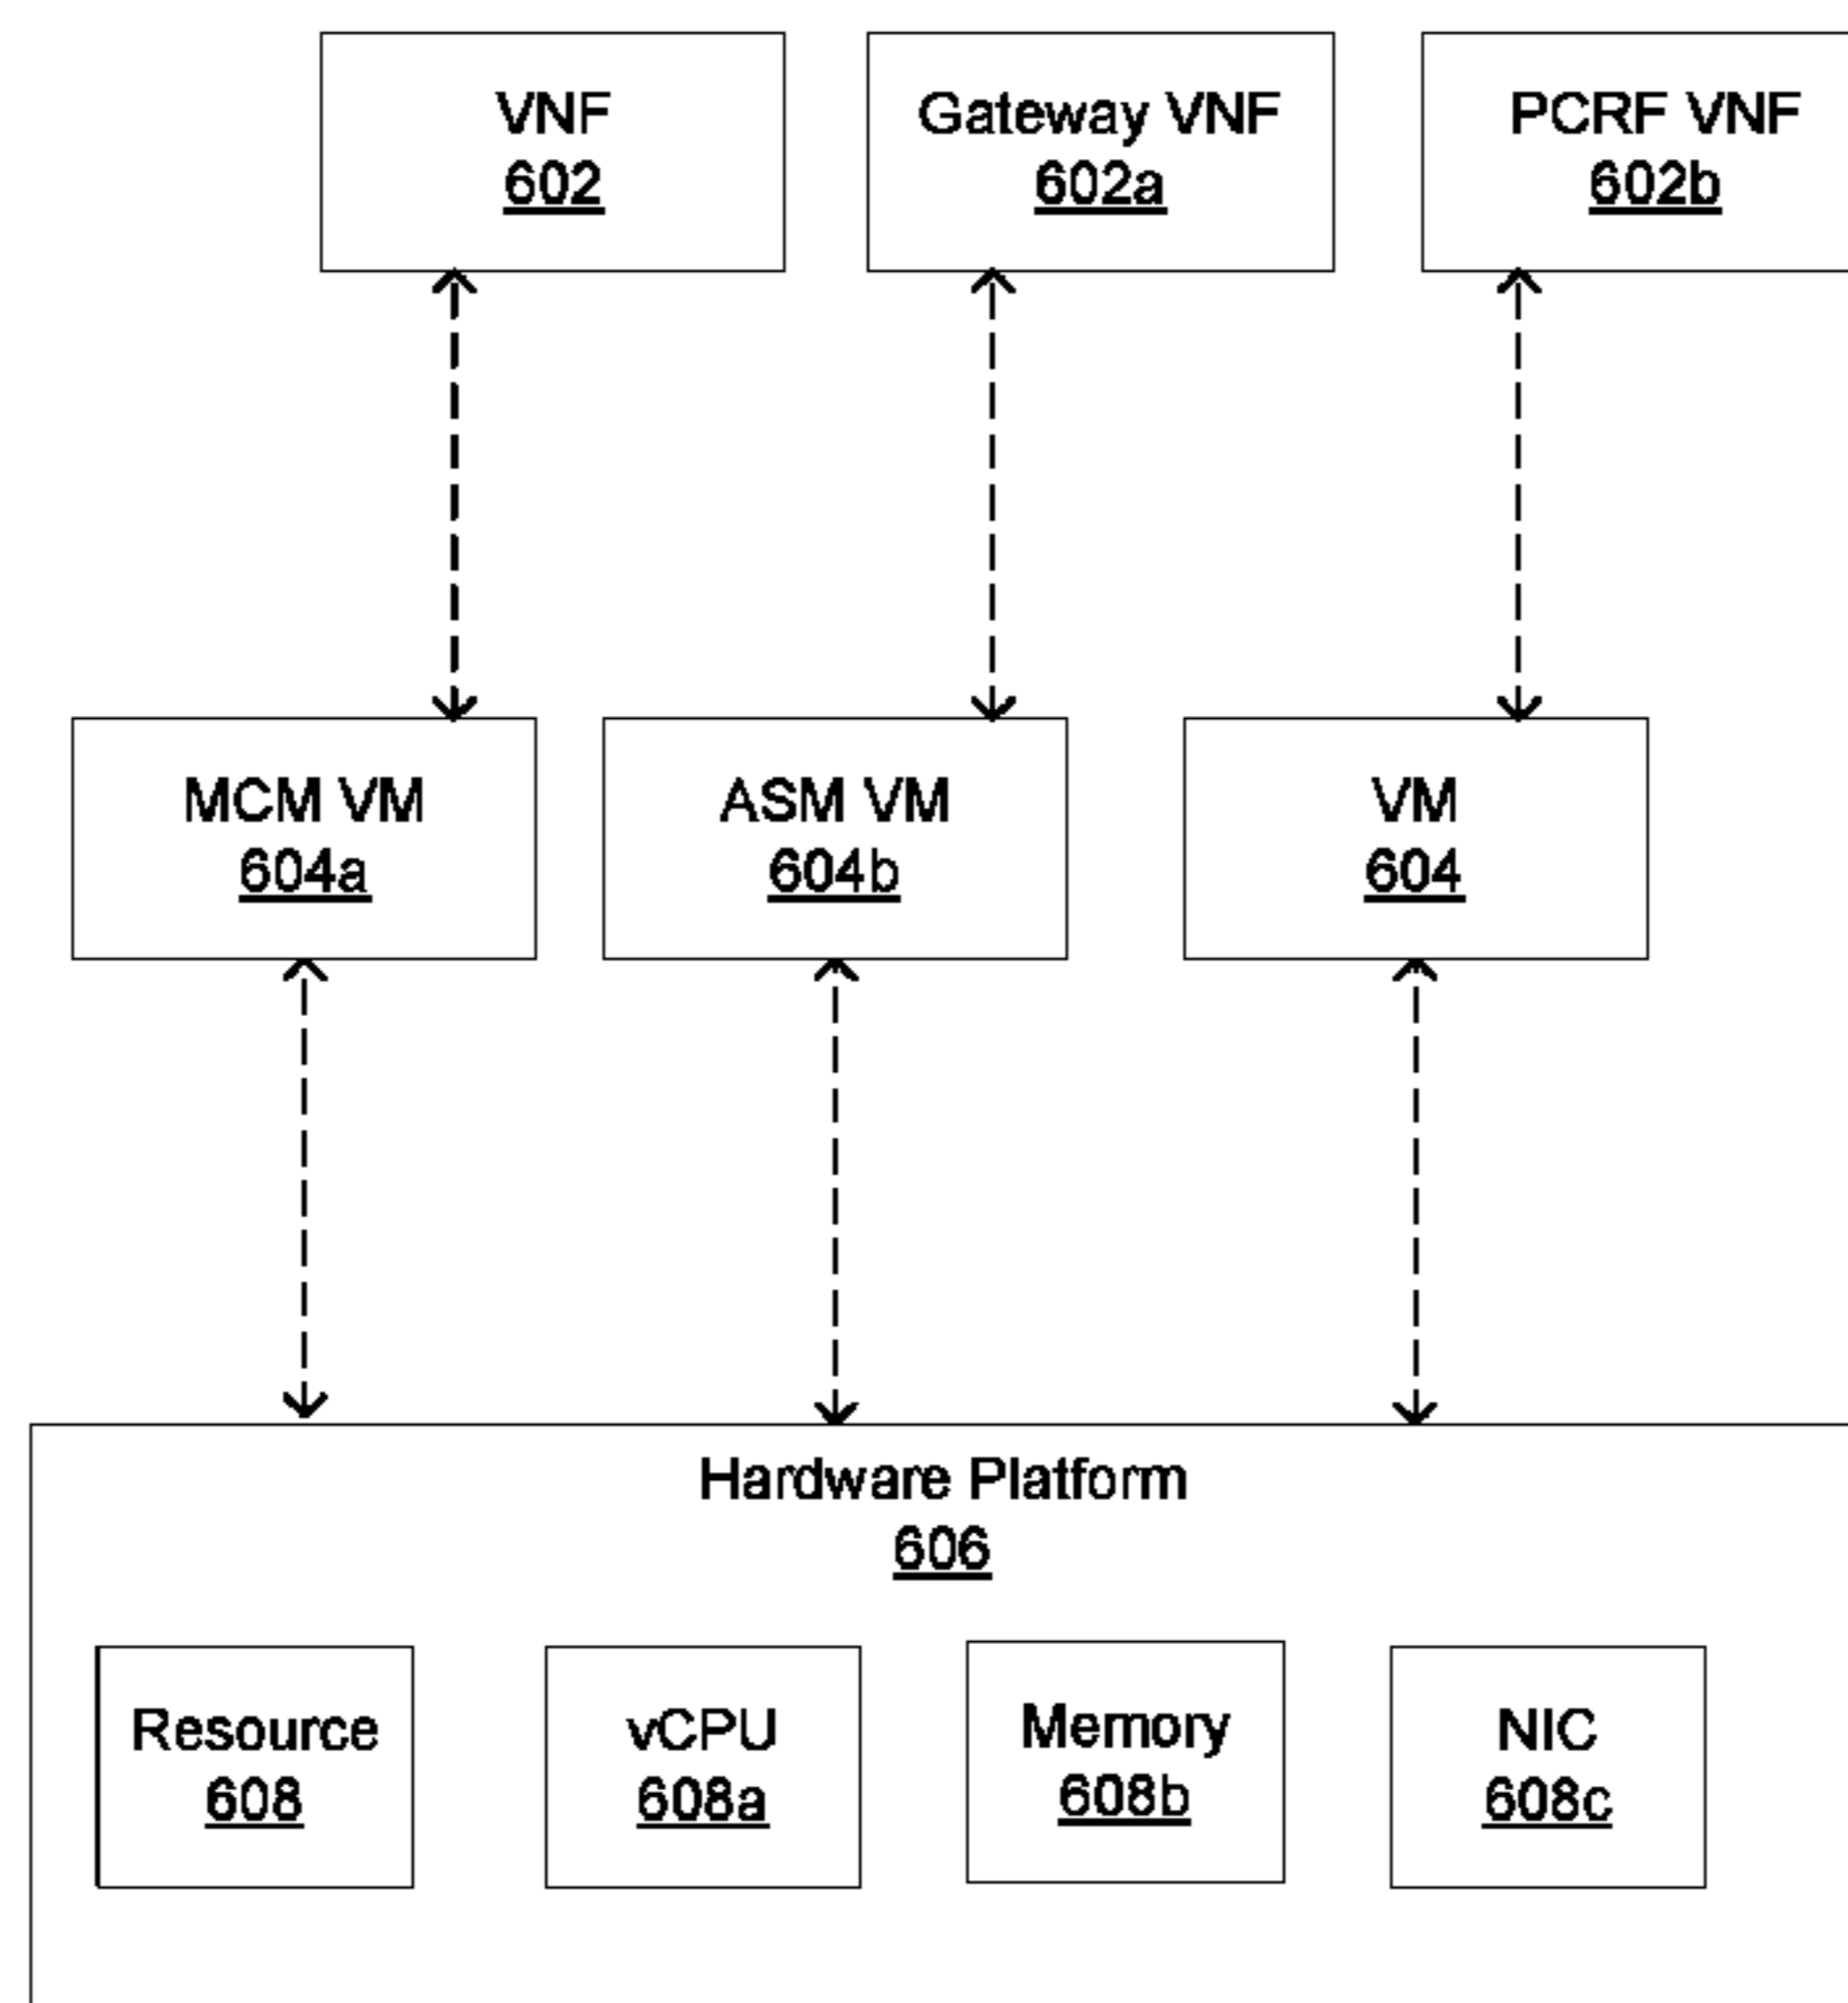 VNF
602
Gateway VNF
602a
PCRF VNF
602b
MCM VM
604a
ASM VM
604b
VM
604
Hardware Platform
606
Resource
608
vCPU
608a
Memory
608b
NIC
608c